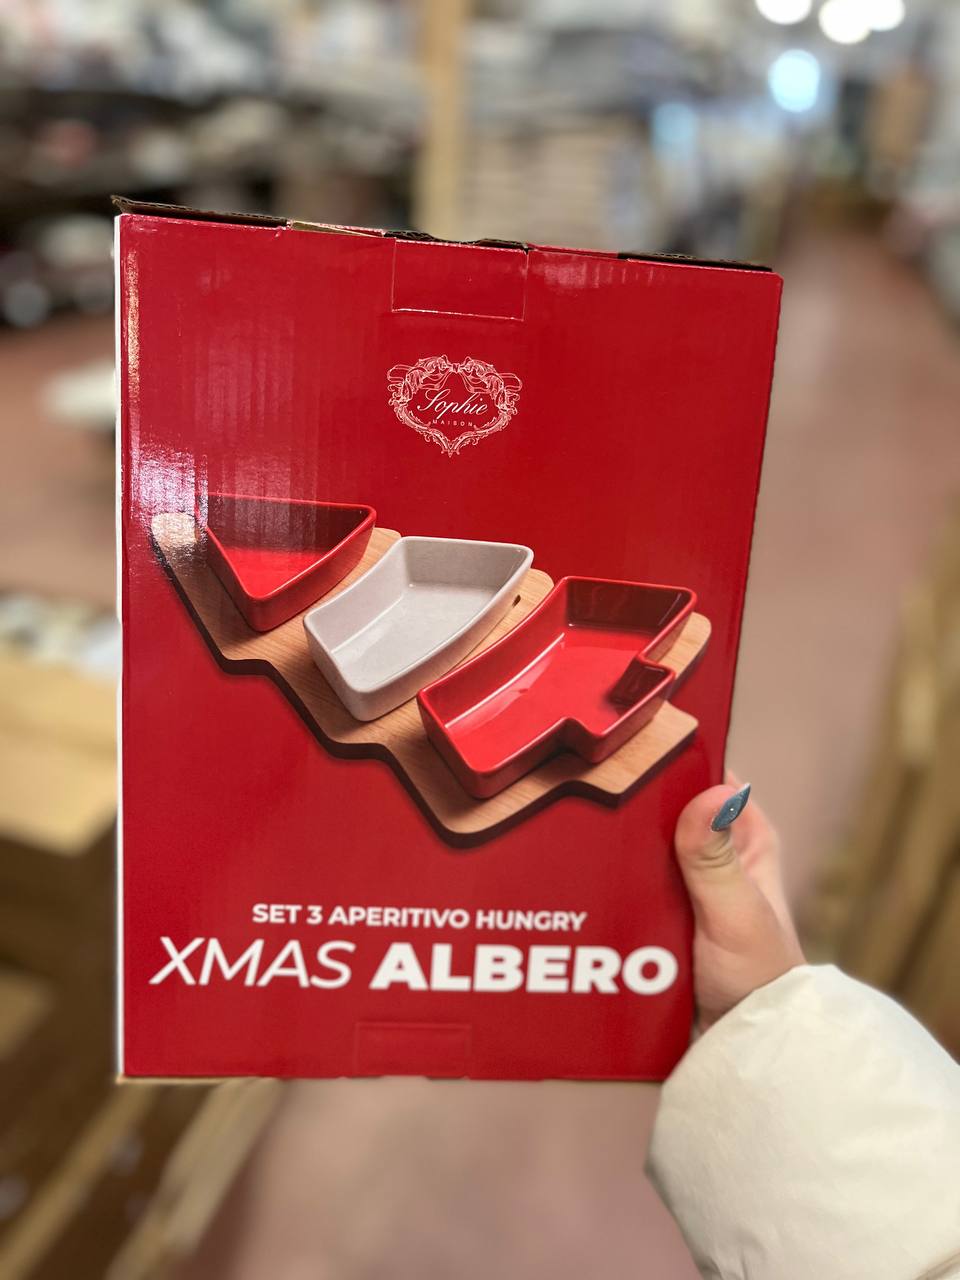 Sophie
MAISON
SET 3 APERITIVO HUNGRY
XMAS ALBERO